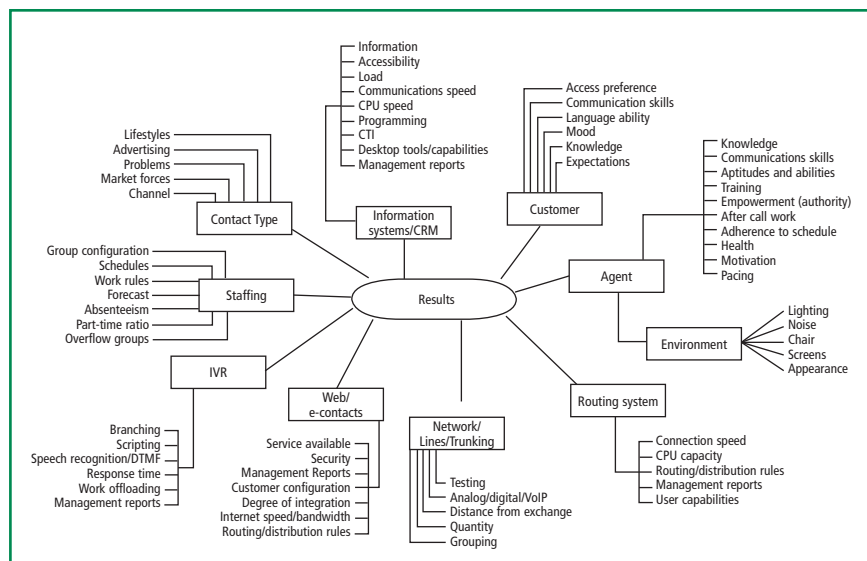 Information
Accessibility
Load
Communications speed
CPU speed
Programming
CTI
Desktop tools/capabilities
Management reports
Information
systems/CRM
Access preference
Communication skills
Language ability
Mood
Knowledge
Expectations
Customer
Lifestyles
Advertising
Problems
Market forces
Channel
Contact Type
Knowledge
Communications skills
Aptitudes and abilities
Training
Empowerment (authority)
After call work
Adherence to schedule
Health
Motivation
Pacing
Agent
Group configuration
Schedules
Work rules
Forecast
Absenteeism
Part-time ratio
Overflow groups
Staffing
Results
Lighting
Noise
Chair
Screens
Appearance
Environment
IVR
Branching
Scripting
Speech recognition/DTMF
Response time
Work offloading
Management reports
Web/
e-contacts
Service available
Security
Management Reports
Customer configuration
Degree of integration
Internet speed/bandwidth
Routing/distribution rules
Network/
Lines/Trunking
Testing
Analog/digital/VoIP
Distance from exchange
Quantity
Grouping
Routing system
Connection speed
CPU capacity
Routing/distribution rules
Management reports
User capabilities